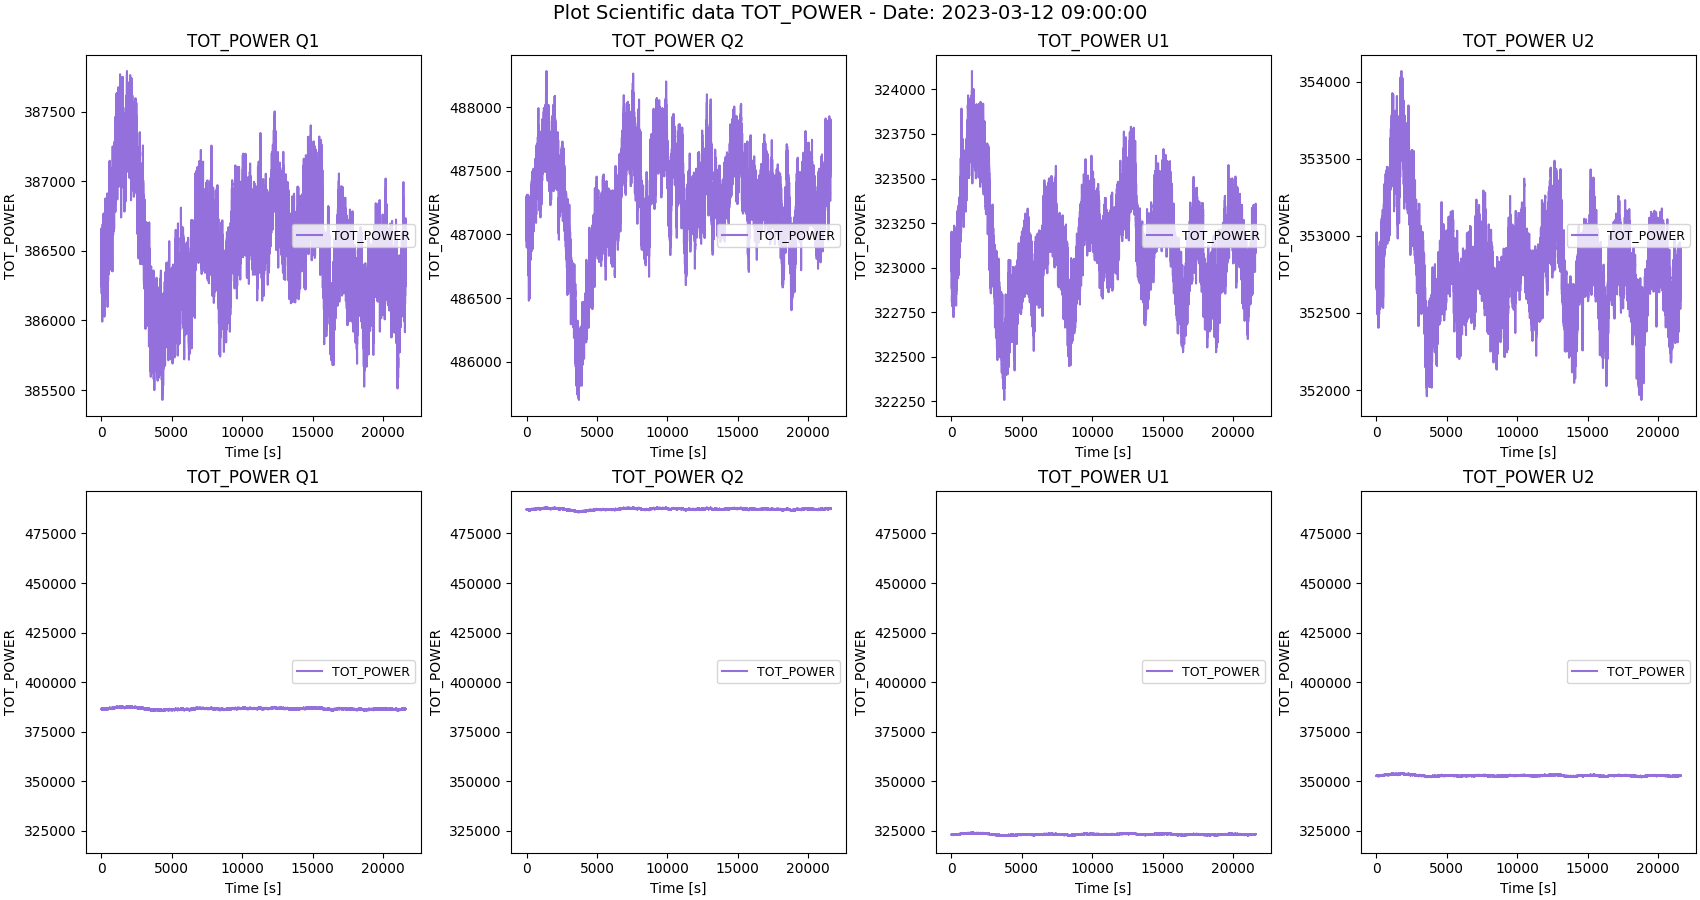 Plot Scientific data TOT_POWER - Date: 2023-03-12 09:00:00
TOT_POWER Q1
TOT_POWER
387500
387000
386500
386000
385500
TOT_POWER
0 5000 10000 15000 20000
Time [s]
TOT_POWER Q2
TOT_POWER
488000
487500
487000
486500
486000
TOT_POWER
0 5000 10000 15000 20000
Time [s]
TOT_POWER U1
TOT_POWER
324000
323750
323500
323250
323000
322750
322500
322250
TOT_POWER
0 5000 10000 15000 20000
Time [s]
TOT_POWER U2
TOT_POWER
354000
353500
353000
352500
352000
TOT_POWER
0 5000 10000 15000 20000
Time [s]
TOT_POWER Q1
TOT_POWER
475000
450000
425000
400000
375000
350000
325000
TOT_POWER
0 5000 10000 15000 20000
Time [s]
TOT_POWER Q2
TOT_POWER
475000
450000
425000
400000
375000
350000
325000
TOT_POWER
0 5000 10000 15000 20000
Time [s]
TOT_POWER U1
TOT_POWER
475000
450000
425000
400000
375000
350000
325000
TOT_POWER
0 5000 10000 15000 20000
Time [s]
TOT_POWER U2
TOT_POWER
475000
450000
425000
400000
375000
350000
325000
TOT_POWER
0 5000 10000 15000 20000
Time [s]